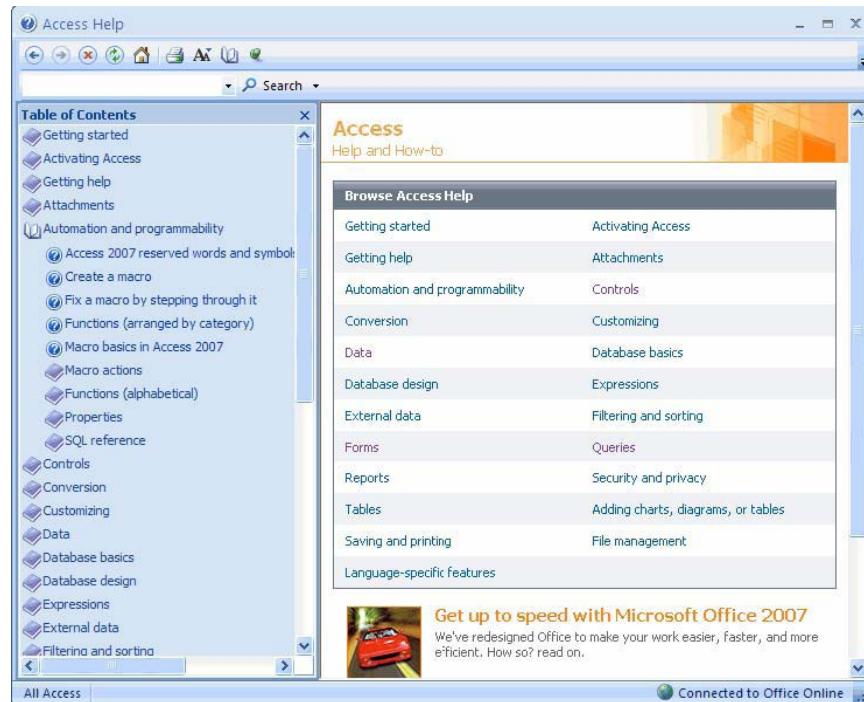 Access Help
Search
Table of Contents
Getting started
Activating Access
Getting help
Attachments
Automation and programmability
Access 2007 reserved words and symbols
Create a macro
Fix a macro by stepping through it
Functions (arranged by category)
Macro basics in Access 2007
Macro actions
Functions (alphabetical)
Properties
SQL reference
Controls
Conversion
Customizing
Data
Database basics
Database design
Expressions
External data
Filtering and sorting
Access
Help and How-to
Browse Access Help
Getting started Activating Access
Getting help Attachments
Automation and programmability Controls
Conversion Customizing
Data Database basics
Database design Expressions
External data Filtering and sorting
Forms Queries
Reports Security and privacy
Tables Adding charts, diagrams, or tables
Saving and printing File management
Language-specific features
Get up to speed with Microsoft Office 2007
We've redesigned Office to make your work easier, faster, and more
efficient. How so? read on.
All Access Connected to Office Online